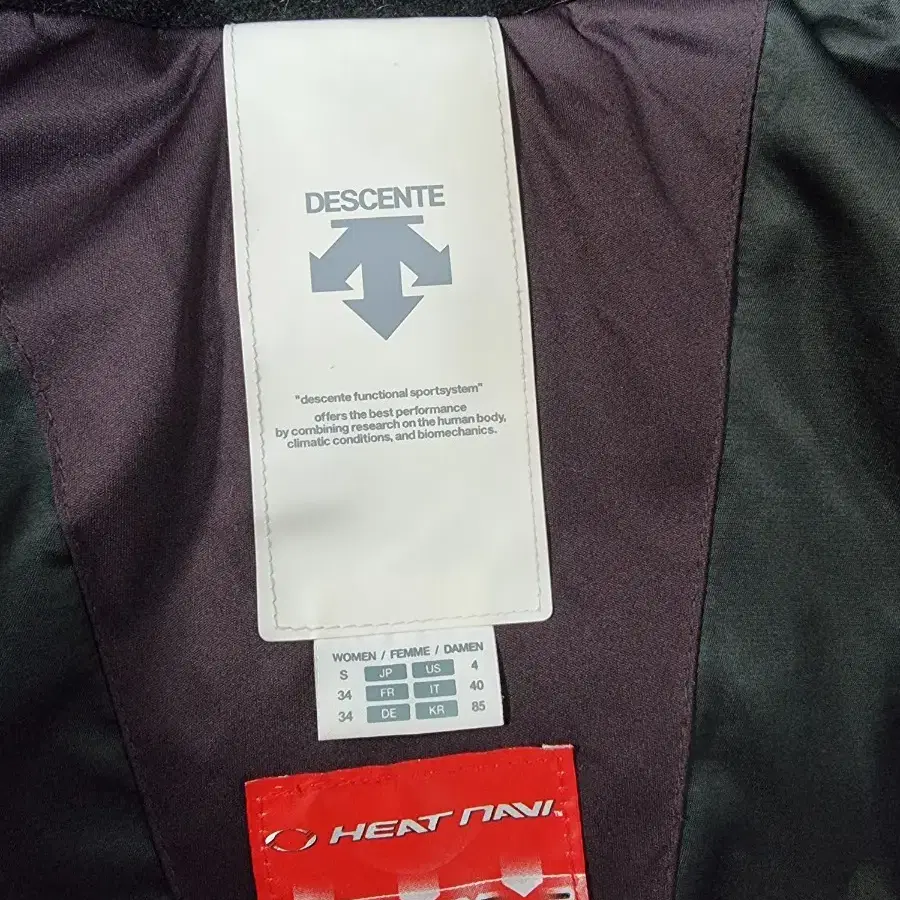 DESCENTE
"descente functional sportsystem"
offers the best performance
by combining research on the human body,
climatic conditions, and biomechanics.
WOMEN / FEMME / DAMEN
S JP US 4
34 FR IT 40
34 DE KR 85
HEAT NAVI™